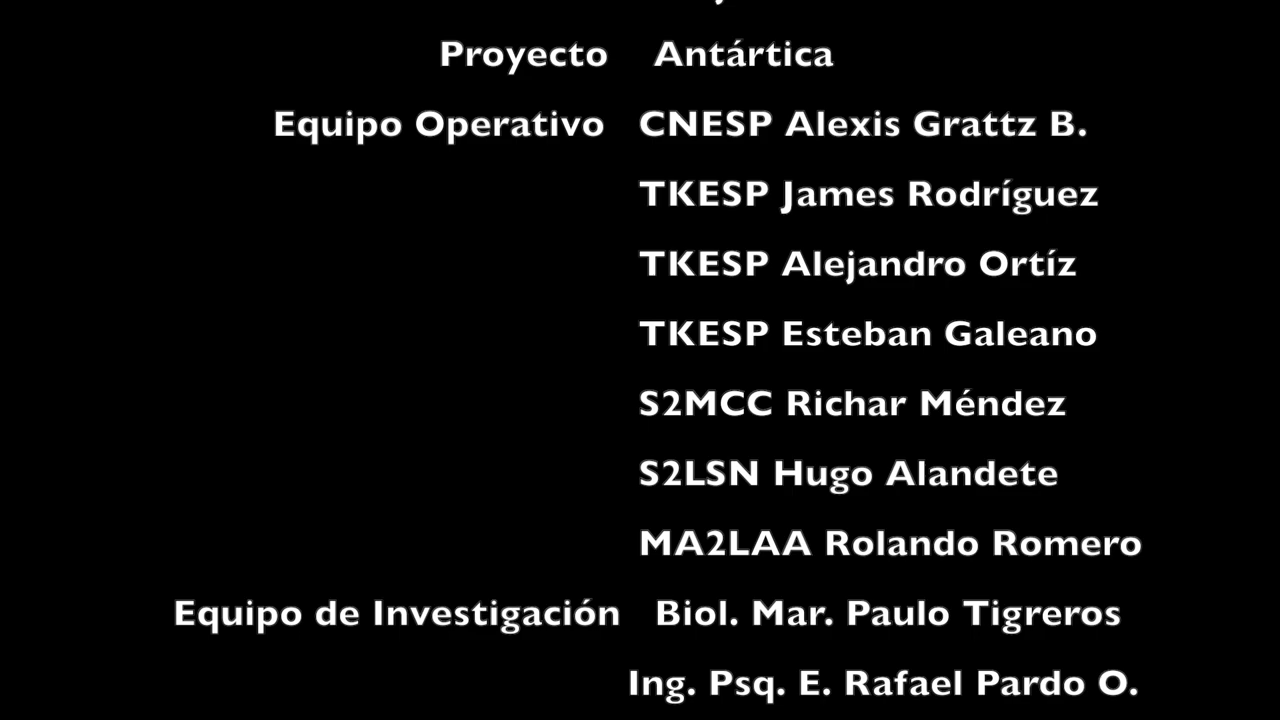 Proyecto Antártica
Equipo Operativo CNESP Alexis Grattz B.
TKESP James Rodríguez
TKESP Alejandro Ortíz
TKESP Esteban Galeano
S2MCC Richar Méndez
S2LSN Hugo Alandete
MA2LAA Rolando Romero
Equipo de Investigación Biol. Mar. Paulo Tigreros
Ing. Psq. E. Rafael Pardo O.